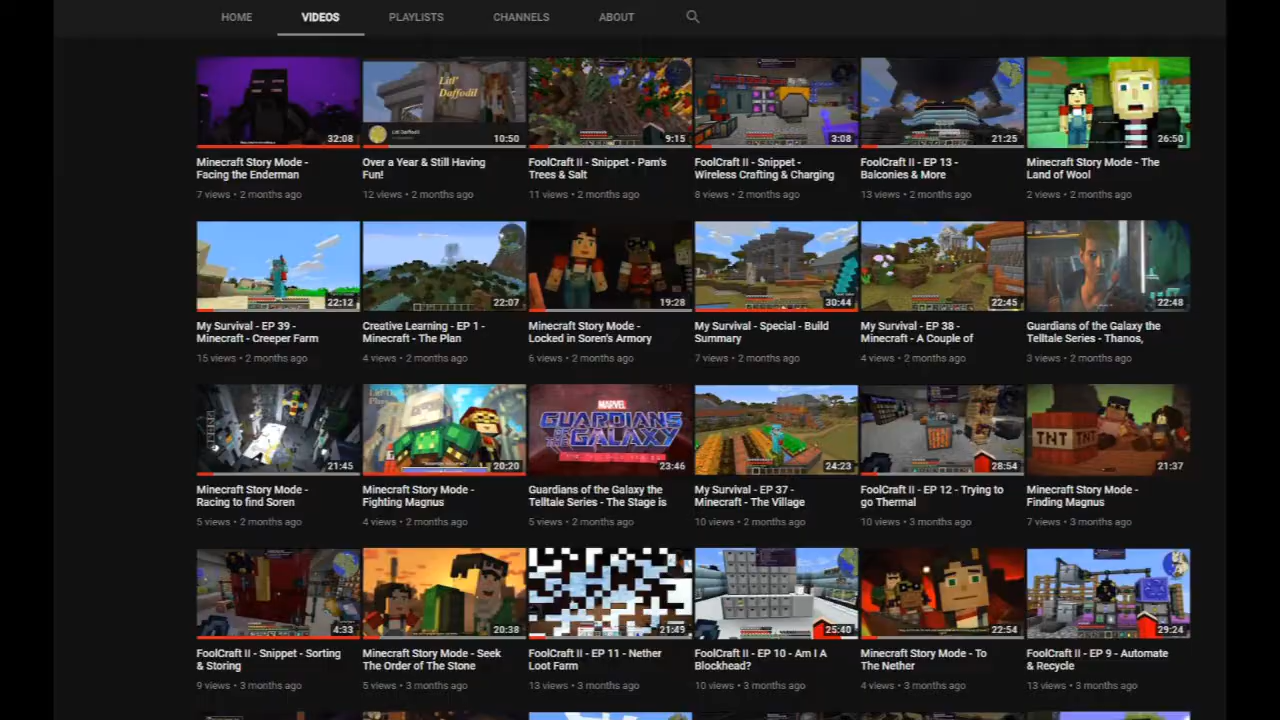 HOME VIDEOS PLAYLISTS CHANNELS ABOUT
Litl'
Daffodil
32:08 10:50 9:15 3:08 21:25 26:50
Minecraft Story Mode - Over a Year & Still Having FoolCraft II - Snippet - Pam's FoolCraft II - Snippet - FoolCraft II - EP 13 - Minecraft Story Mode - The
Facing the Enderman Fun! Trees & Salt Wireless Crafting & Charging Balconies & More Land of Wool
7 views • 2 months ago 12 views • 2 months ago 11 views • 2 months ago 8 views • 2 months ago 13 views • 2 months ago 2 views • 2 months ago
22:12 22:07 19:28 30:44 22:45 22:48
My Survival - EP 39 - Creative Learning - EP 1 - Minecraft Story Mode - My Survival - Special - Build My Survival - EP 38 - Guardians of the Galaxy the
Minecraft - Creeper Farm Minecraft - The Plan Locked in Soren's Armory Summary Minecraft - A Couple of Telltale Series - Thanos,
15 views • 2 months ago 4 views • 2 months ago 6 views • 2 months ago 7 views • 2 months ago 4 views • 2 months ago 3 views • 2 months ago
MARVEL
GUARDIANS
OF THE
GALAXY
TNT TNT
21:45 20:20 23:46 24:23 28:54 21:37
Minecraft Story Mode - Minecraft Story Mode - Guardians of the Galaxy the My Survival - EP 37 - FoolCraft II - EP 12 - Trying to Minecraft Story Mode -
Racing to find Soren Fighting Magnus Telltale Series - The Stage is Minecraft - The Village go Thermal Finding Magnus
5 views • 2 months ago 4 views • 2 months ago 5 views • 2 months ago 10 views • 2 months ago 10 views • 3 months ago 7 views • 3 months ago
4:33 20:38 21:49 25:40 22:54 29:24
FoolCraft II - Snippet - Sorting Minecraft Story Mode - Seek FoolCraft II - EP 11 - Nether FoolCraft II - EP 10 - Am I A Minecraft Story Mode - To FoolCraft II - EP 9 - Automate
& Storing The Order of The Stone Loot Farm Blockhead? The Nether & Recycle
9 views • 3 months ago 5 views • 3 months ago 13 views • 3 months ago 10 views • 3 months ago 4 views • 3 months ago 13 views • 3 months ago